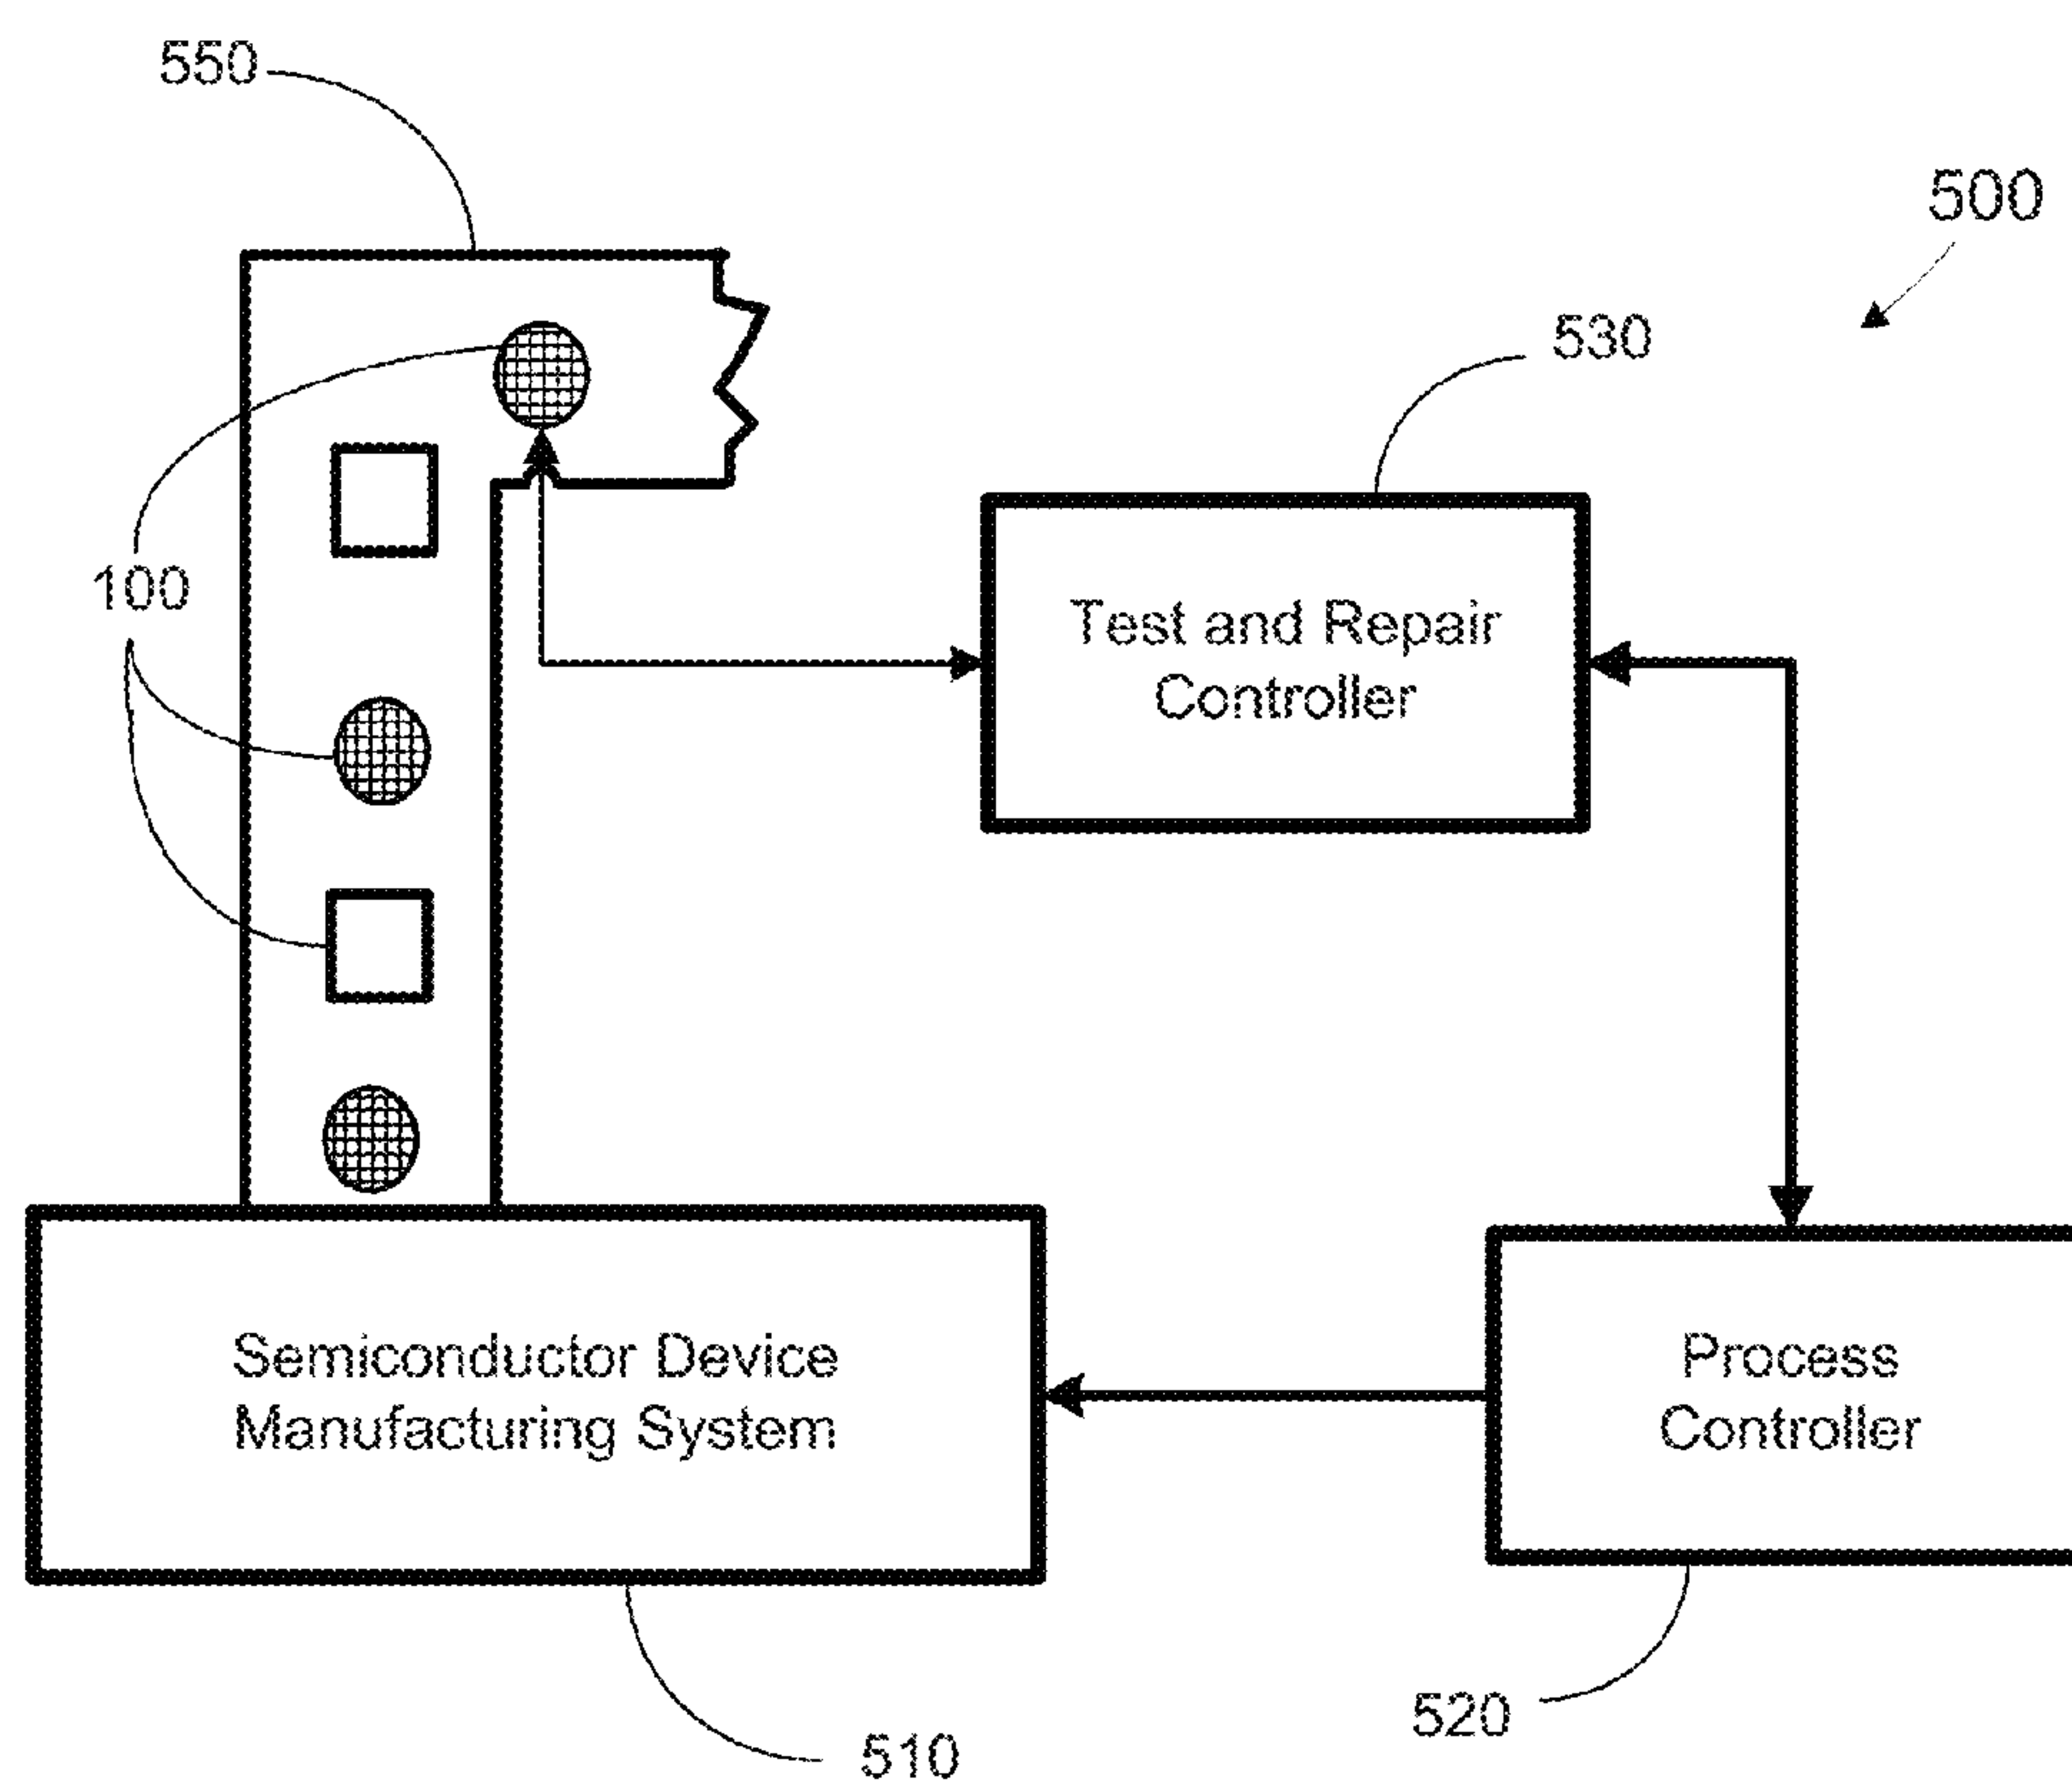 550
500
530
100
Test and Repair
Controller
Semiconductor Device
Manufacturing System
Process
Controller
520
510